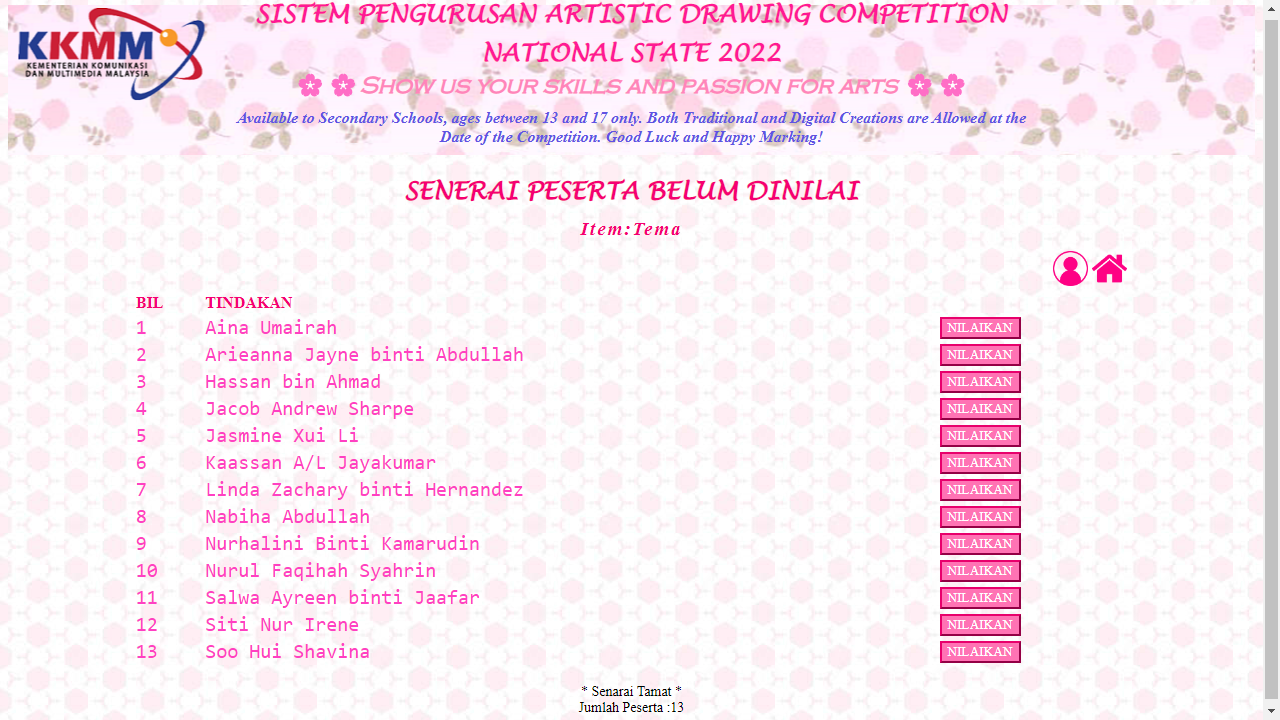 SISTEM PENGURUSAN ARTISTIC DRAWING COMPETITION
NATIONAL STATE 2022
KKMM
KEMENTERIAN KOMUNIKASI
DAN MULTIMEDIA MALAYSIA
Show us your skills and passion for arts
Available to Secondary Schools, ages between 13 and 17 only. Both Traditional and Digital Creations are Allowed at the
Date of the Competition. Good Luck and Happy Marking!
SENERAI PESERTA BELUM DINILAI
Item:Tema
BIL TINDAKAN
1 Aina Umairah NILAIKAN
2 Arieanna Jayne binti Abdullah NILAIKAN
3 Hassan bin Ahmad NILAIKAN
4 Jacob Andrew Sharpe NILAIKAN
5 Jasmine Xui Li NILAIKAN
6 Kaassan A/L Jayakumar NILAIKAN
7 Linda Zachary binti Hernandez NILAIKAN
8 Nabiha Abdullah NILAIKAN
9 Nurhalini Binti Kamarudin NILAIKAN
10 Nurul Faqihah Syahrin NILAIKAN
11 Salwa Ayreen binti Jaafar NILAIKAN
12 Siti Nur Irene NILAIKAN
13 Soo Hui Shavina NILAIKAN
* Senarai Tamat *
Jumlah Peserta :13